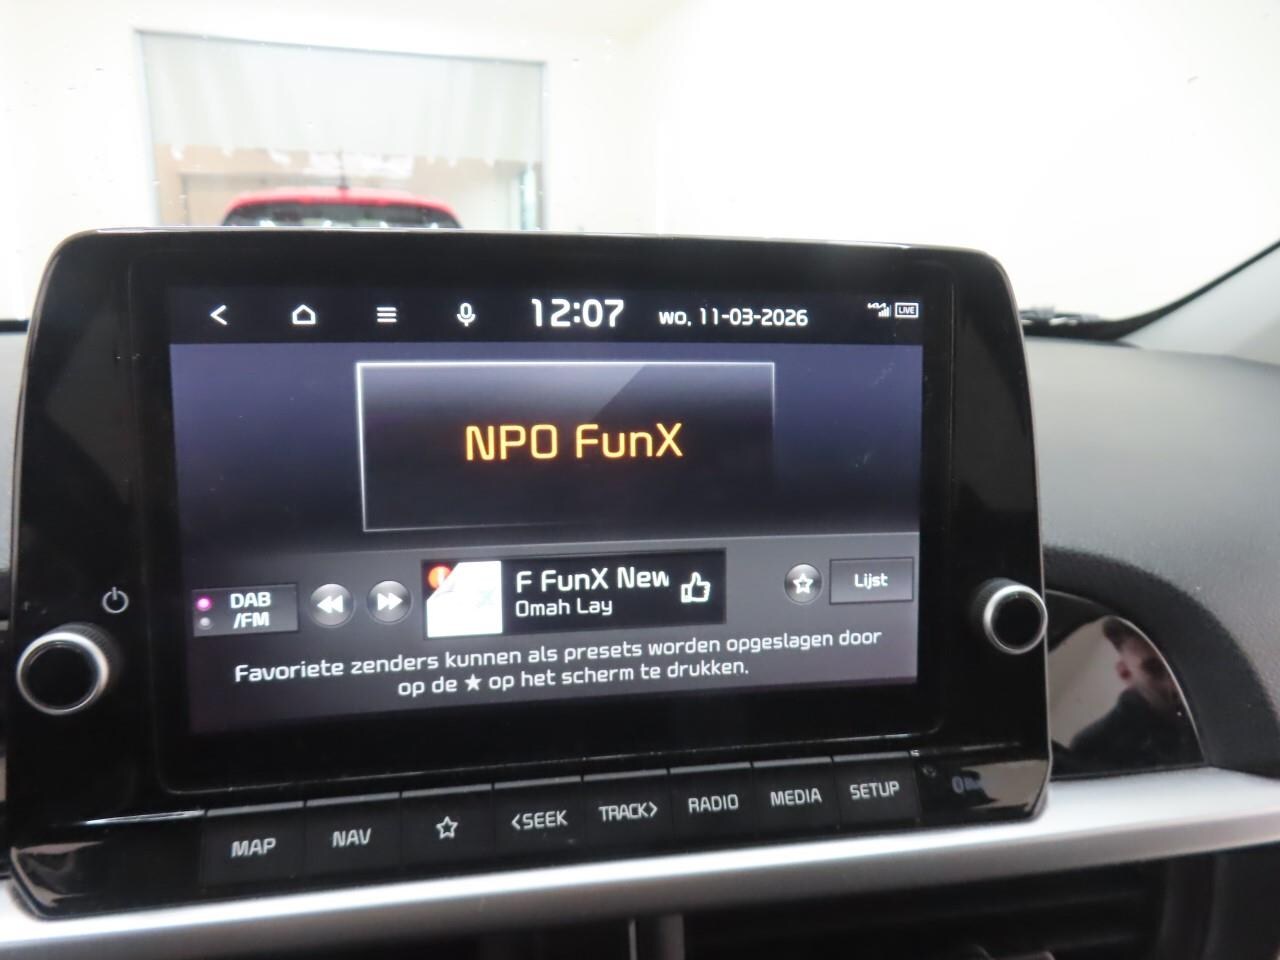 12:07
wo, 11-03-2026
LIVE
NPO FunX
DAB
/FM
F FunX New
Omah Lay
Lijst
Favoriete zenders kunnen als presets worden opgeslagen door
op de ★ op het scherm te drukken.
MAP
NAV
<SEEK
TRACK>
RADIO
MEDIA
SETUP